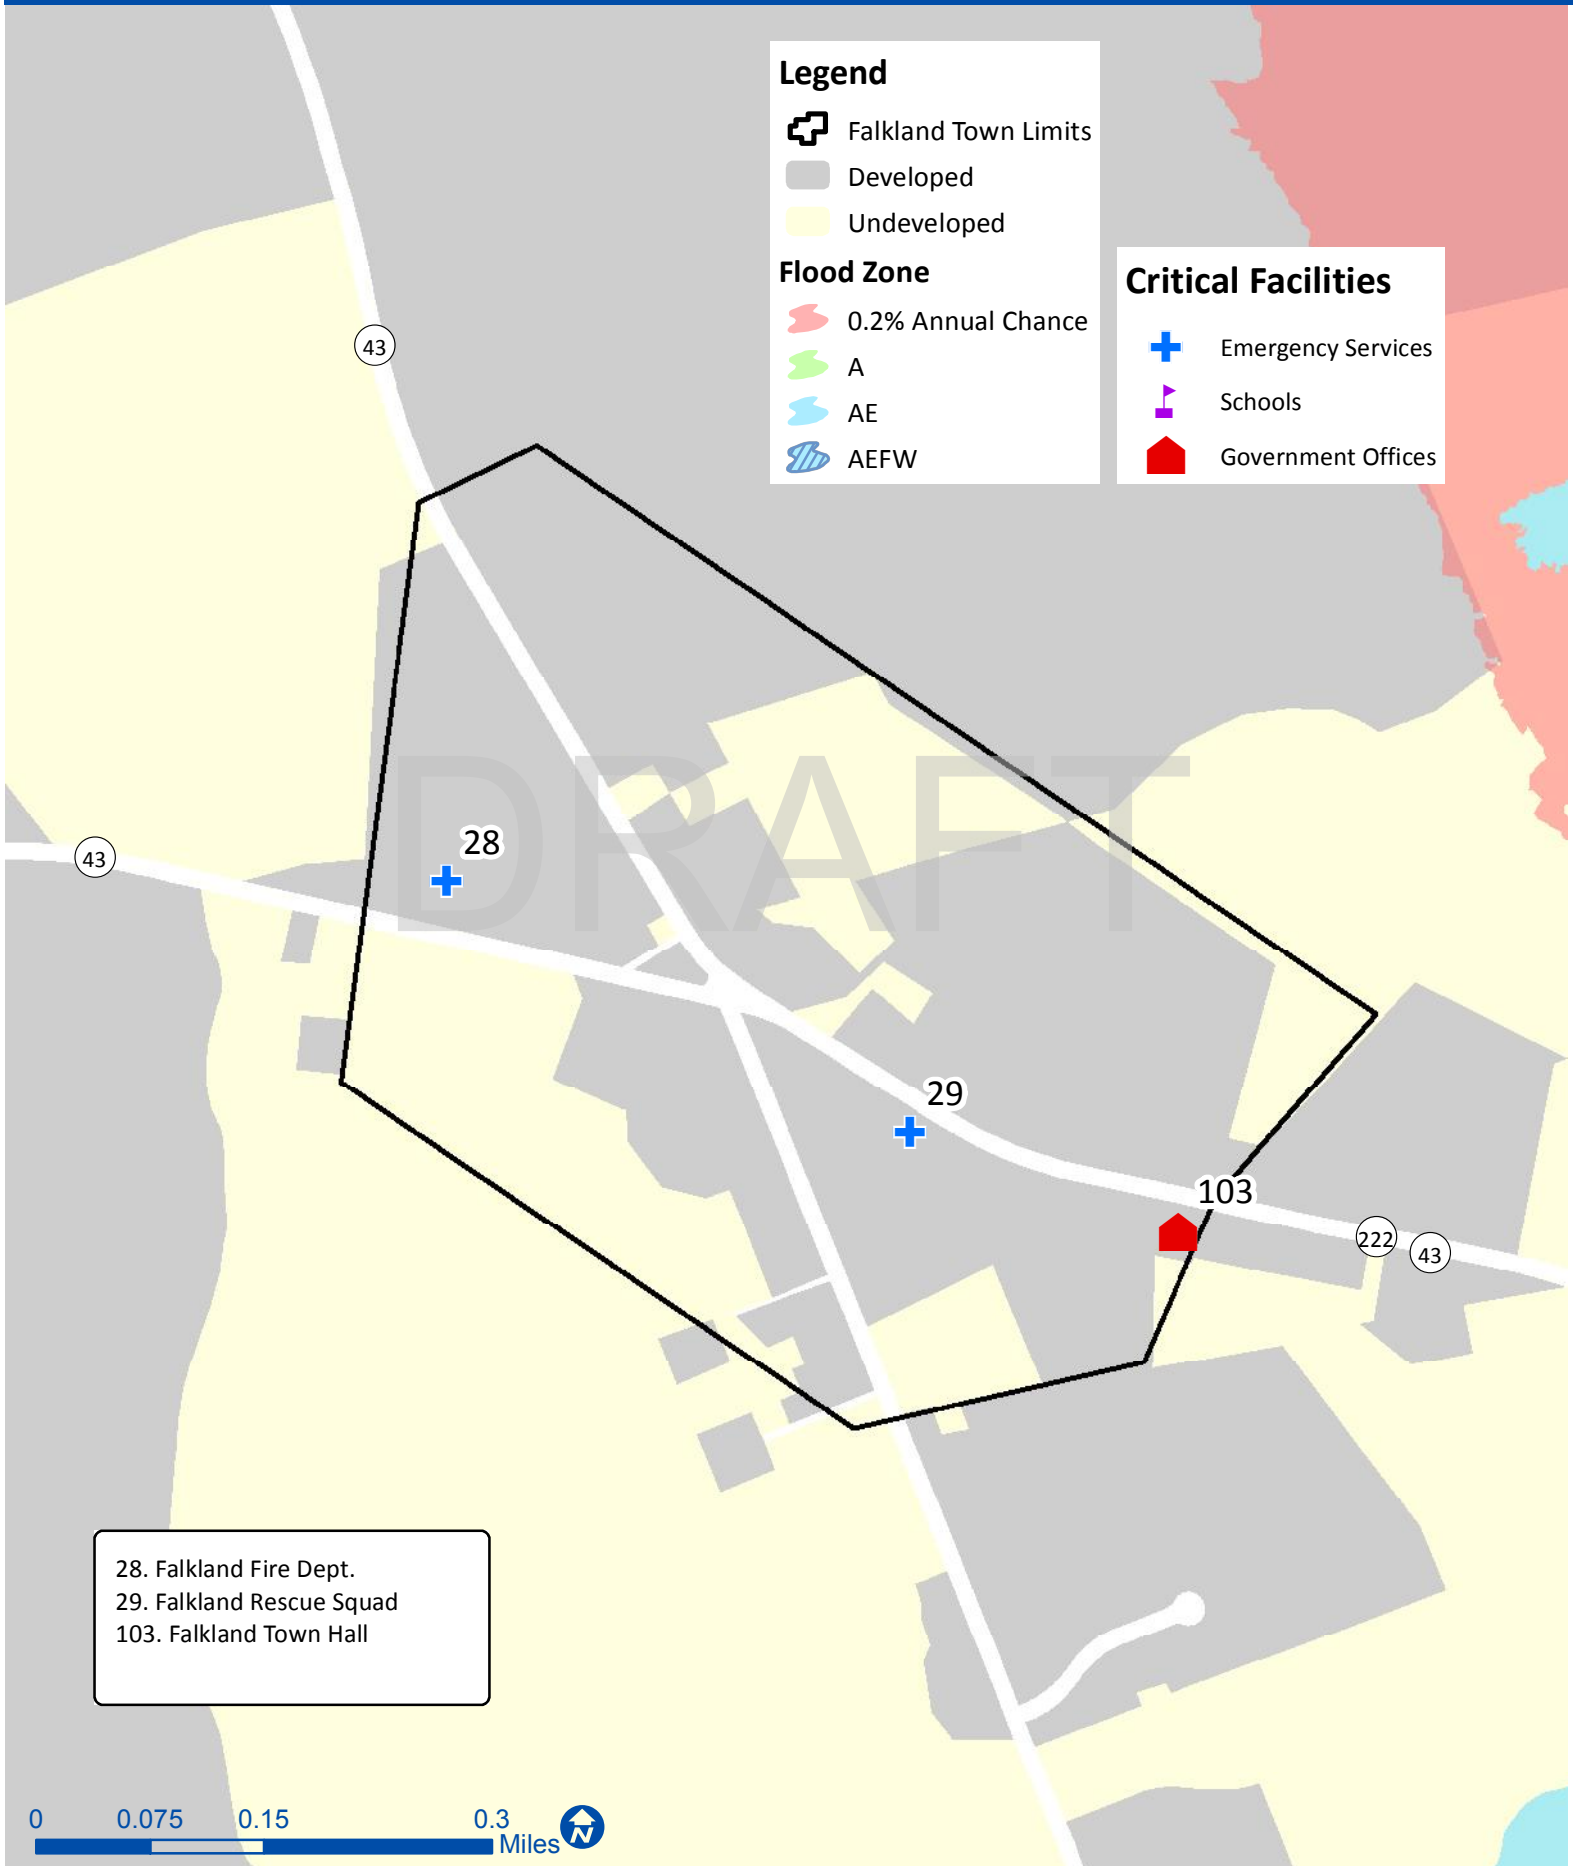 Legend
Falkland Town Limits
Developed
Undeveloped
Flood Zone
0.2% Annual Chance
A
AE
AEFW
Critical Facilities
Emergency Services
Schools
Government Offices
43
43
28
DRAFT
29
103
222
43
28. Falkland Fire Dept.
29. Falkland Rescue Squad
103. Falkland Town Hall
0 0.075 0.15 0.3
Miles
N